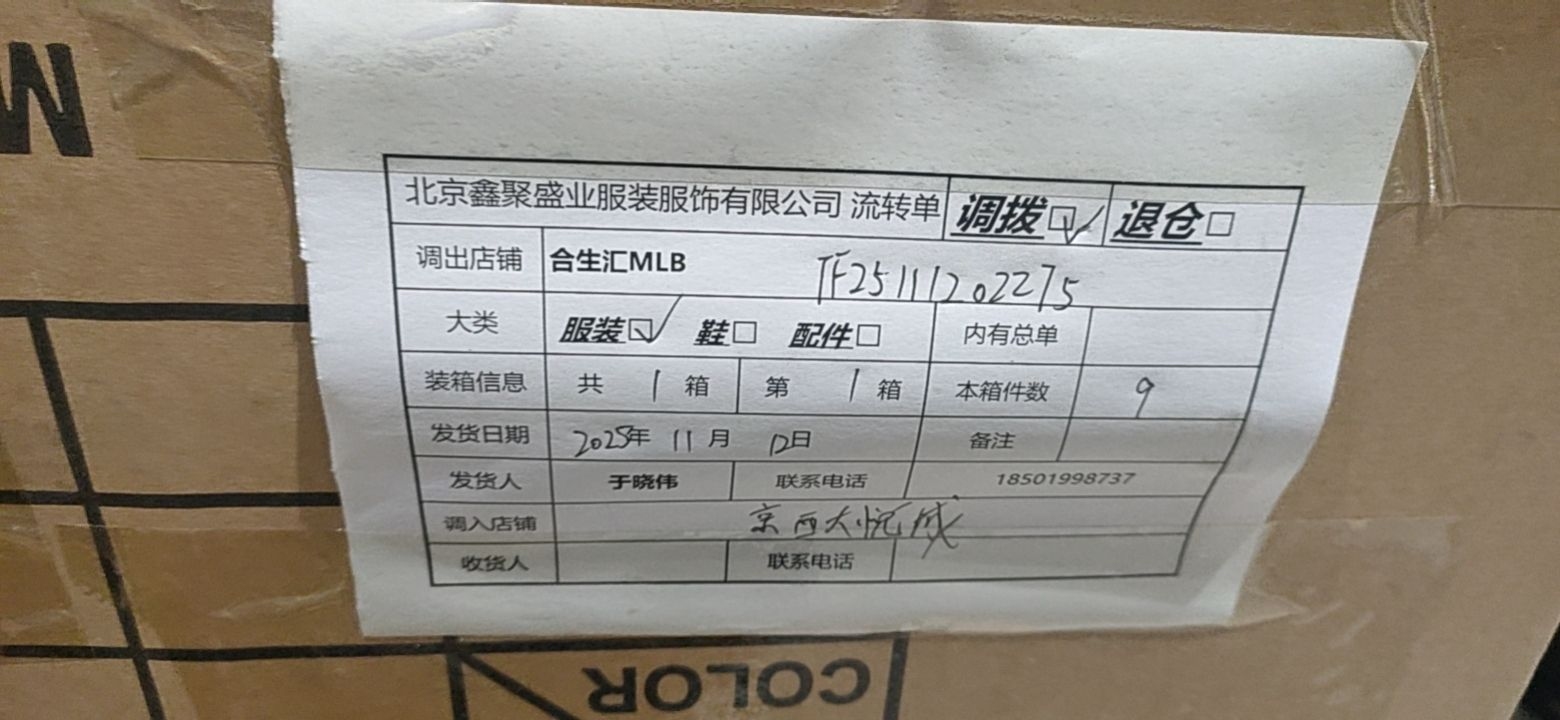 M
北京鑫聚盛业服装服饰有限公司 流转单 调拨☑ 退仓□
调出店铺 合生汇MLB TF2511202275
大类 服装☑ 鞋□ 配件□ 内有总单
装箱信息 共 1 箱 第 1 箱 本箱件数 9
发货日期 2025年 11月 12日 备注
发货人 于晓伟 联系电话 18501998737
调入店铺 京西大悦城
收货人 联系电话
COLOR